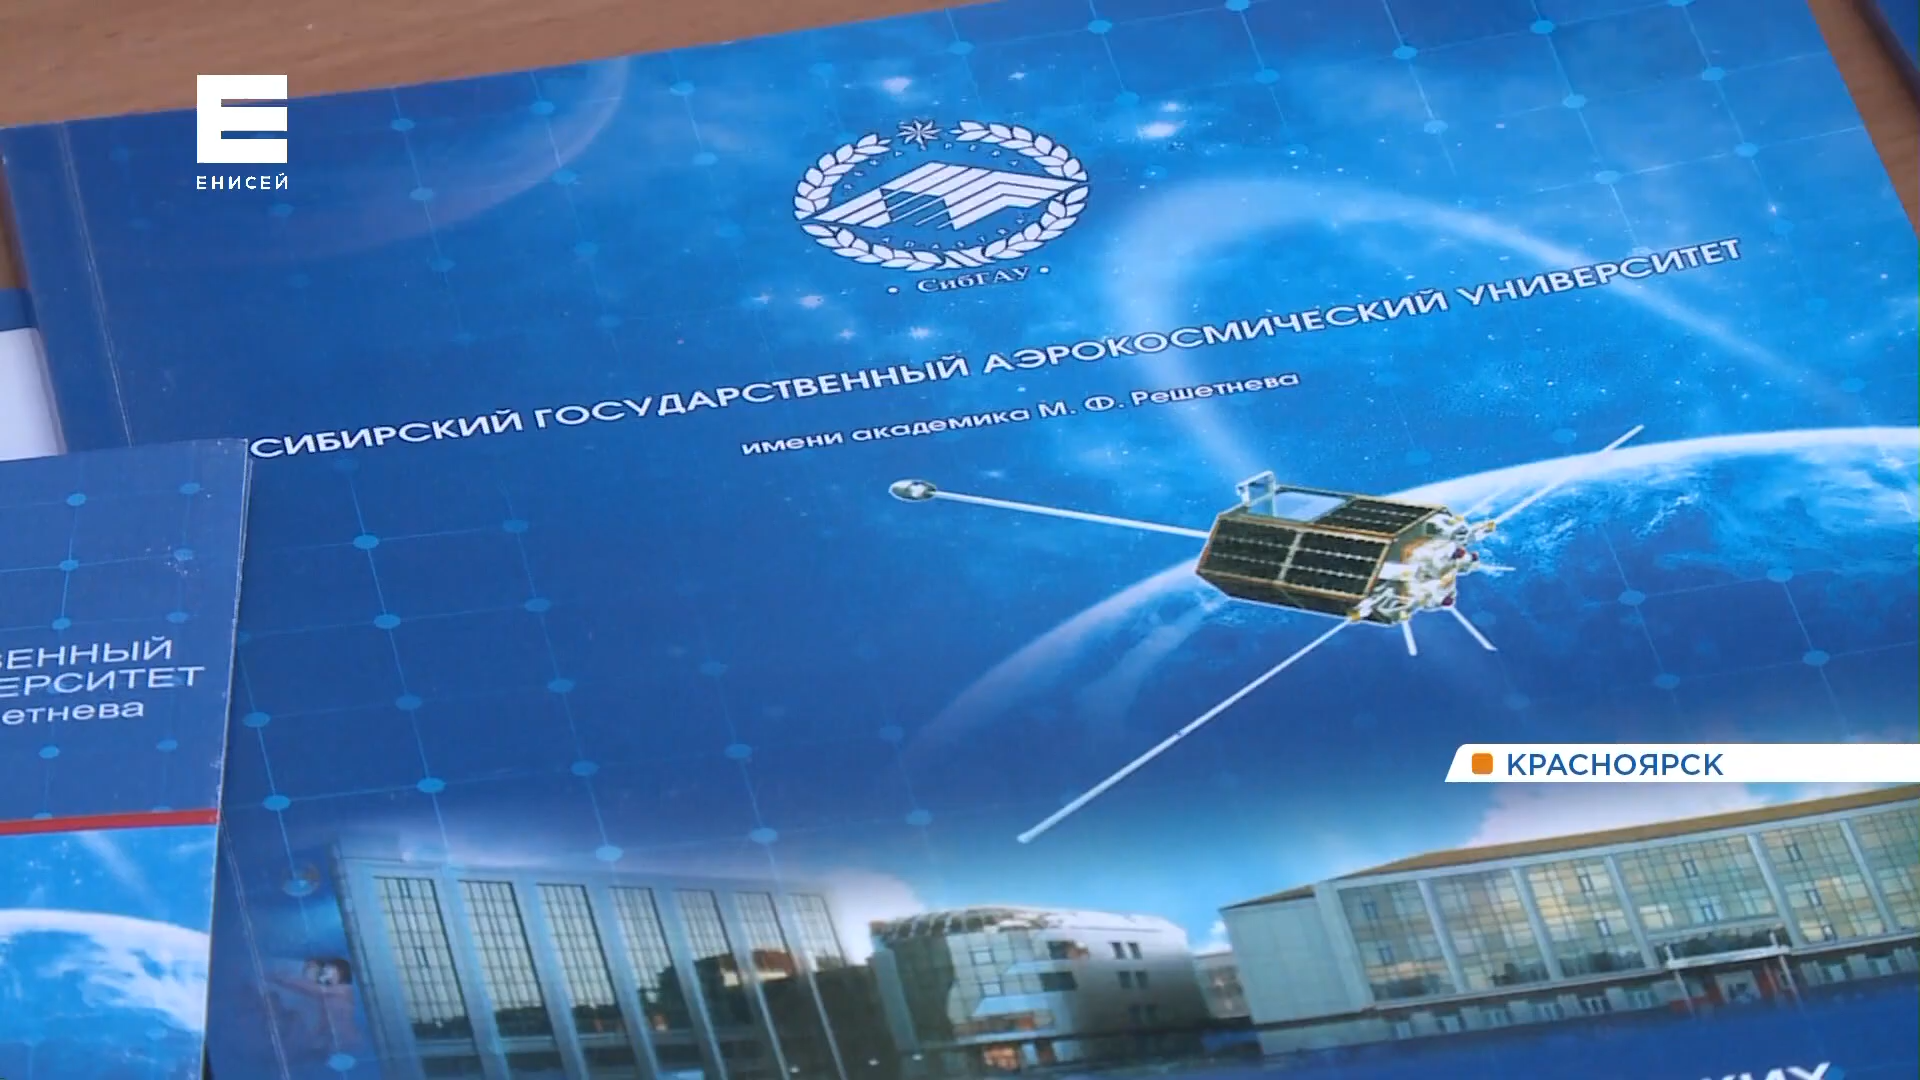 ЕНИСЕЙ
СибГАУ
СИБИРСКИЙ ГОСУДАРСТВЕННЫЙ АЭРОКОСМИЧЕСКИЙ УНИВЕРСИТЕТ
имени академика М. Ф. Решетнева
ВЕННЫЙ
ЕРСИТЕТ
етнева
КРАСНОЯРСК